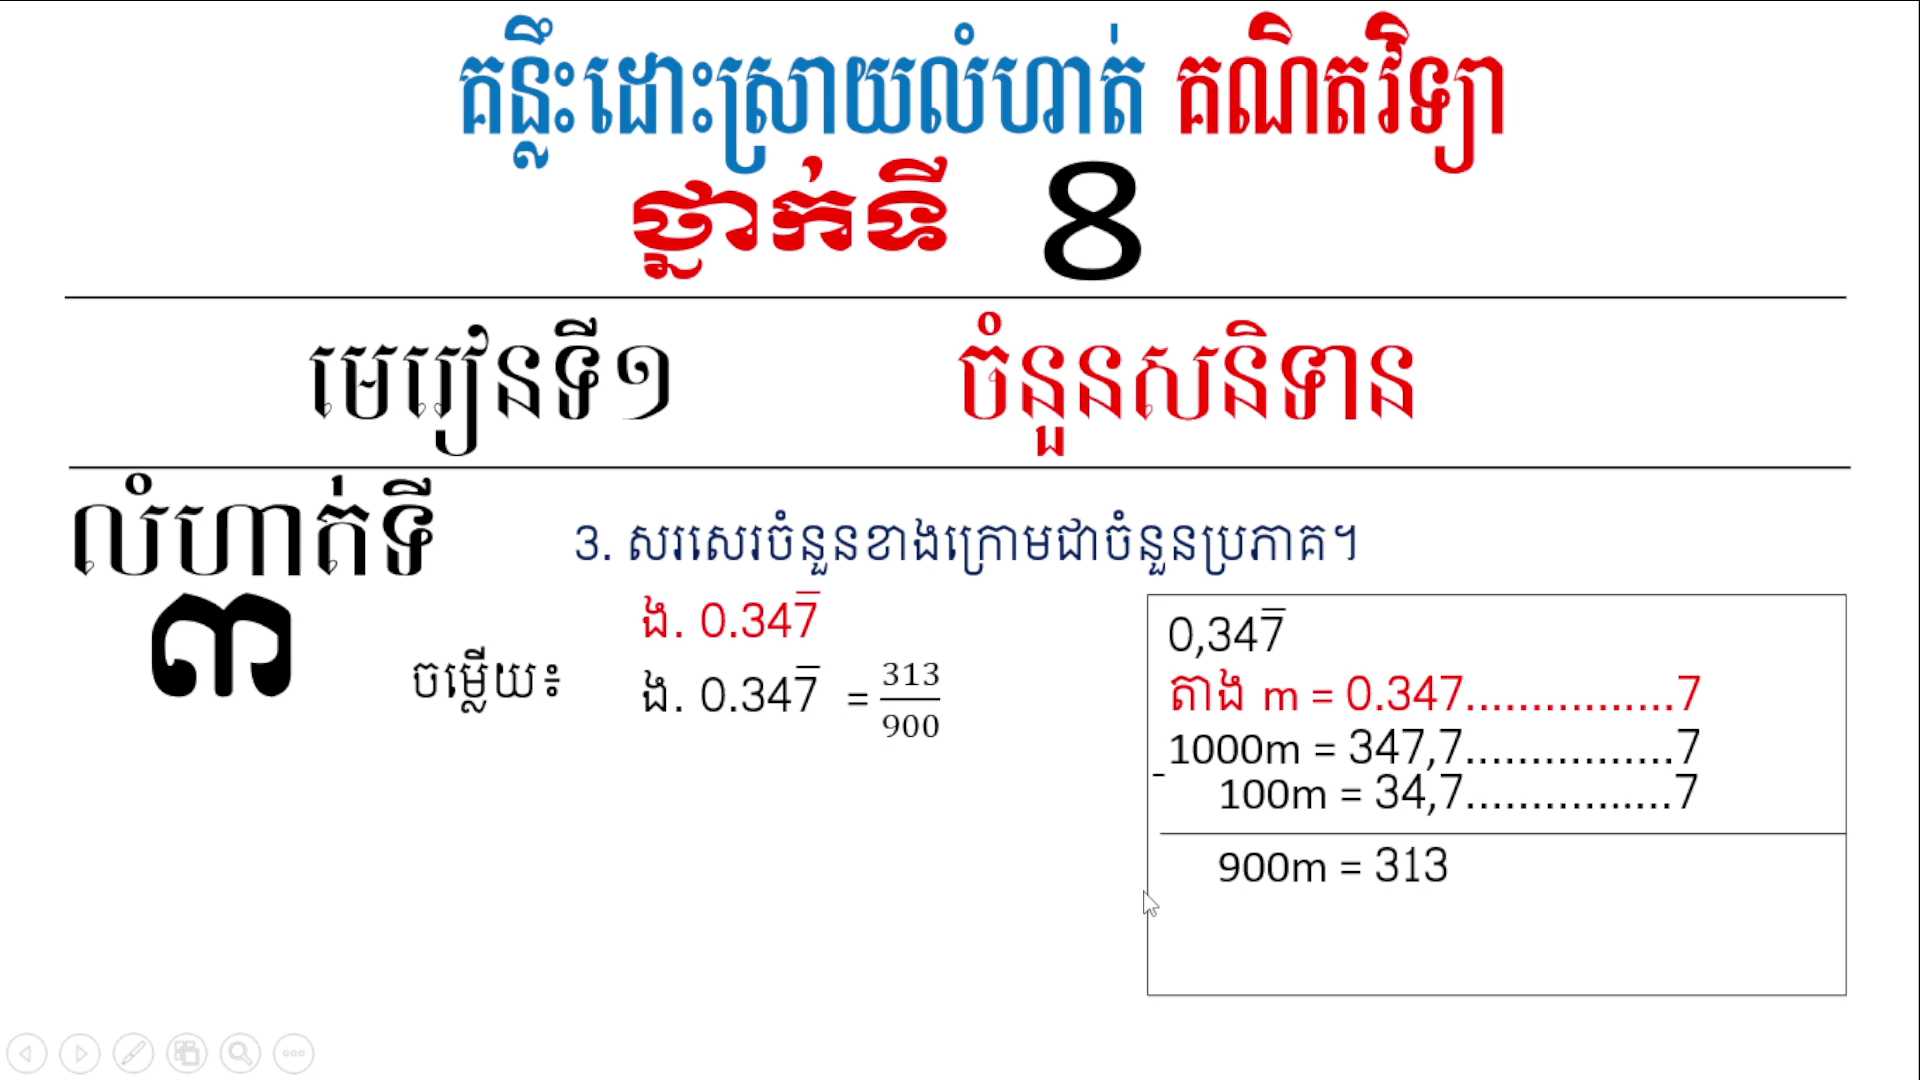 គន្លឹះដោះស្រាយលំហាត់ គណិតវិទ្យា
ថ្នាក់ទី 8
មេរៀនទី១ ចំនួនសនិទាន
លំហាត់ទី
៣
3. សរសេរចំនួនខាងក្រោមជាចំនួនប្រភាគ។
ង. 0.347̅
ចម្លើយ៖ ង. 0.347̅ = 313/900
0,347̅
តាង m = 0.347................7
1000m = 347,7................7
-
100m = 34,7................7
900m = 313